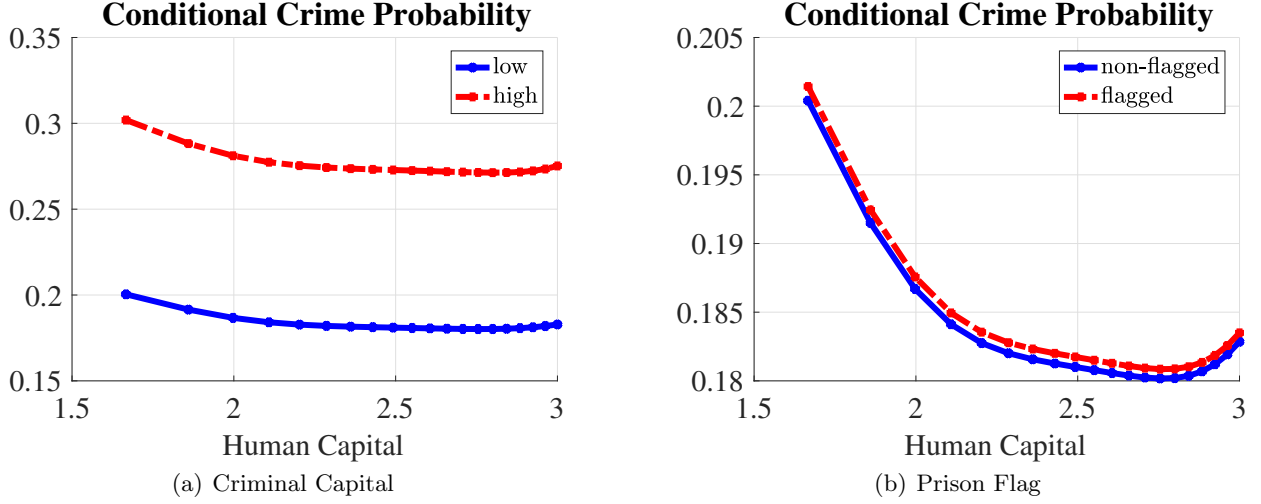 Conditional Crime Probability
0.35
0.3
0.25
0.2
0.15
low
high
1.5 2 2.5 3
Human Capital
(a) Criminal Capital
Conditional Crime Probability
0.205
0.2
0.195
0.19
0.185
0.18
non-flagged
flagged
1.5 2 2.5 3
Human Capital
(b) Prison Flag